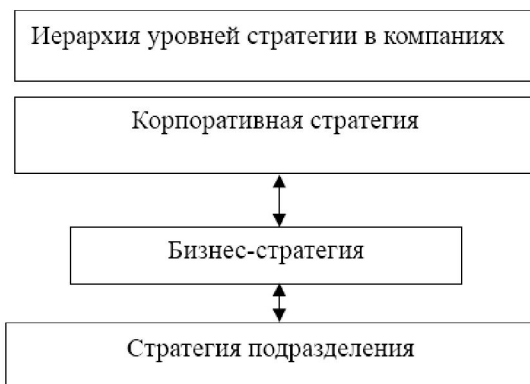 Иерархия уровней стратегии в компаниях
Корпоративная стратегия
Бизнес-стратегия
Стратегия подразделения